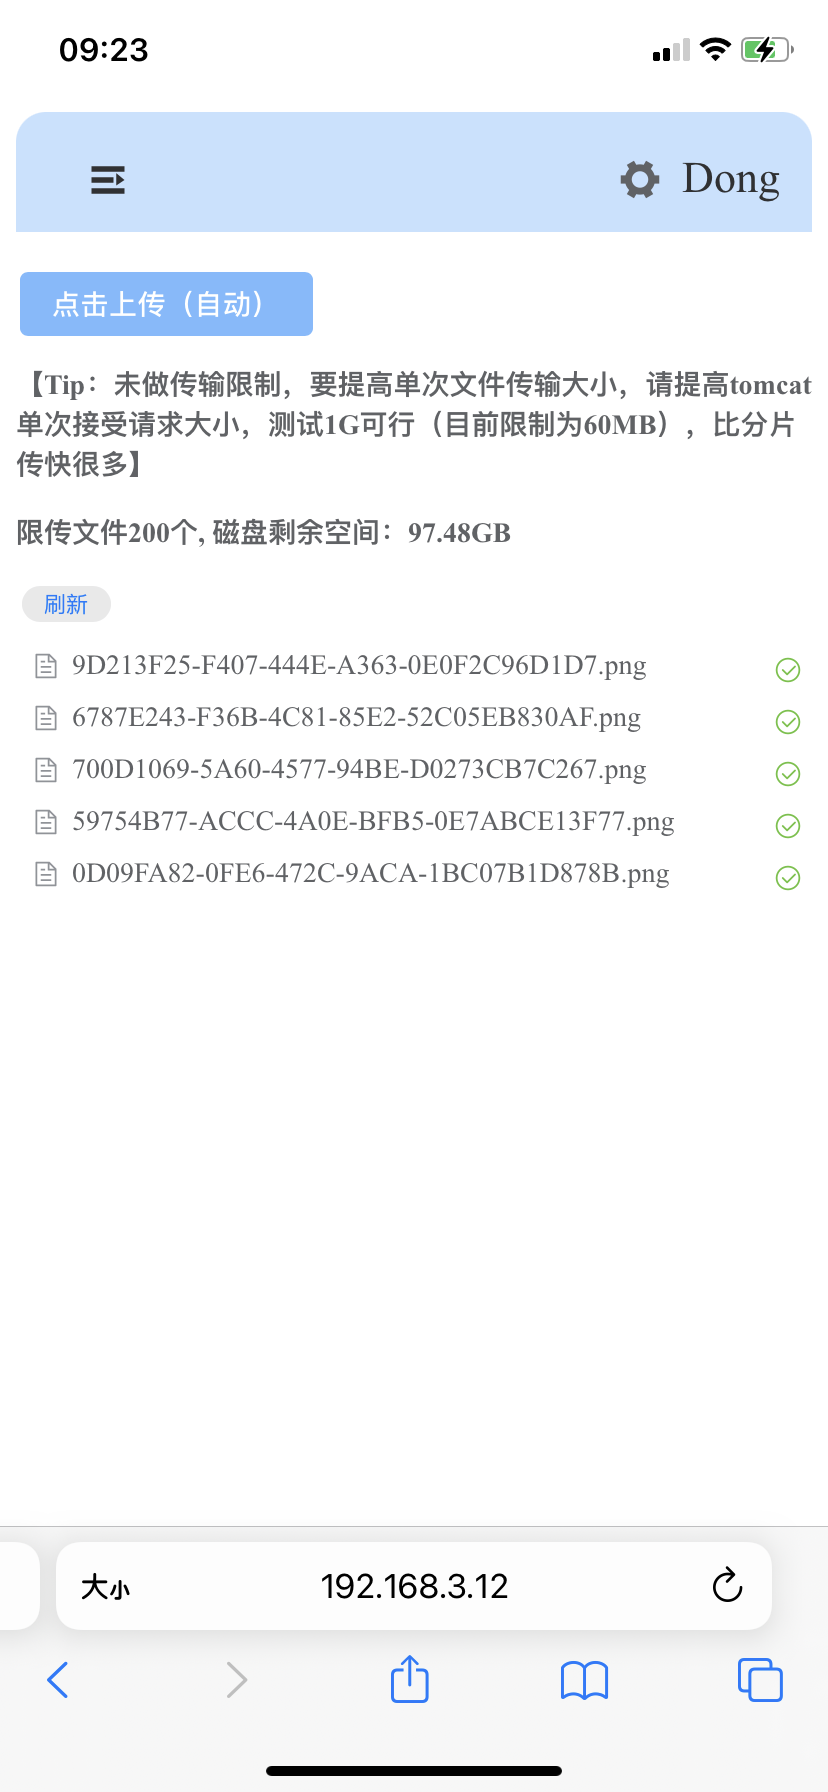 09:23
Dong
点击上传（自动）
【Tip：未做传输限制，要提高单次文件传输大小，请提高tomcat
单次接受请求大小，测试1G可行（目前限制为60MB），比分片
传快很多】
限传文件200个, 磁盘剩余空间：97.48GB
刷新
9D213F25-F407-444E-A363-0E0F2C96D1D7.png
6787E243-F36B-4C81-85E2-52C05EB830AF.png
700D1069-5A60-4577-94BE-D0273CB7C267.png
59754B77-ACCC-4A0E-BFB5-0E7ABCE13F77.png
0D09FA82-0FE6-472C-9ACA-1BC07B1D878B.png
大小 192.168.3.12